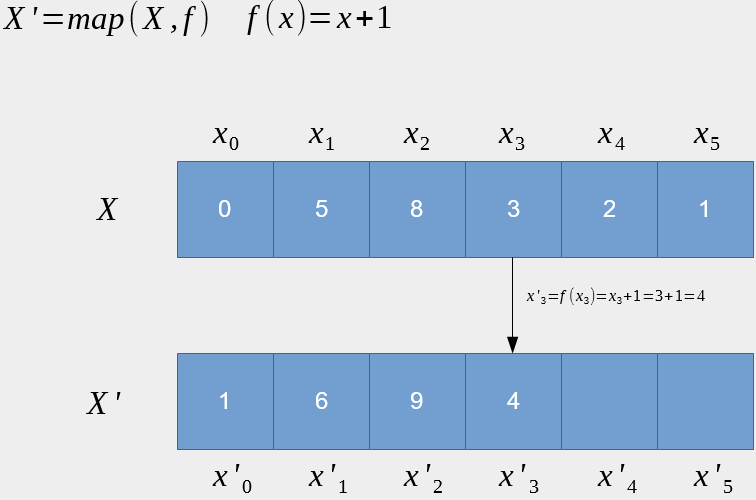 X'=map(X,f) f(x)=x+1
x₀ x₁ x₂ x₃ x₄ x₅
X 0 5 8 3 2 1
x'₃=f(x₃)=x₃+1=3+1=4
X' 1 6 9 4
x'₀ x'₁ x'₂ x'₃ x'₄ x'₅